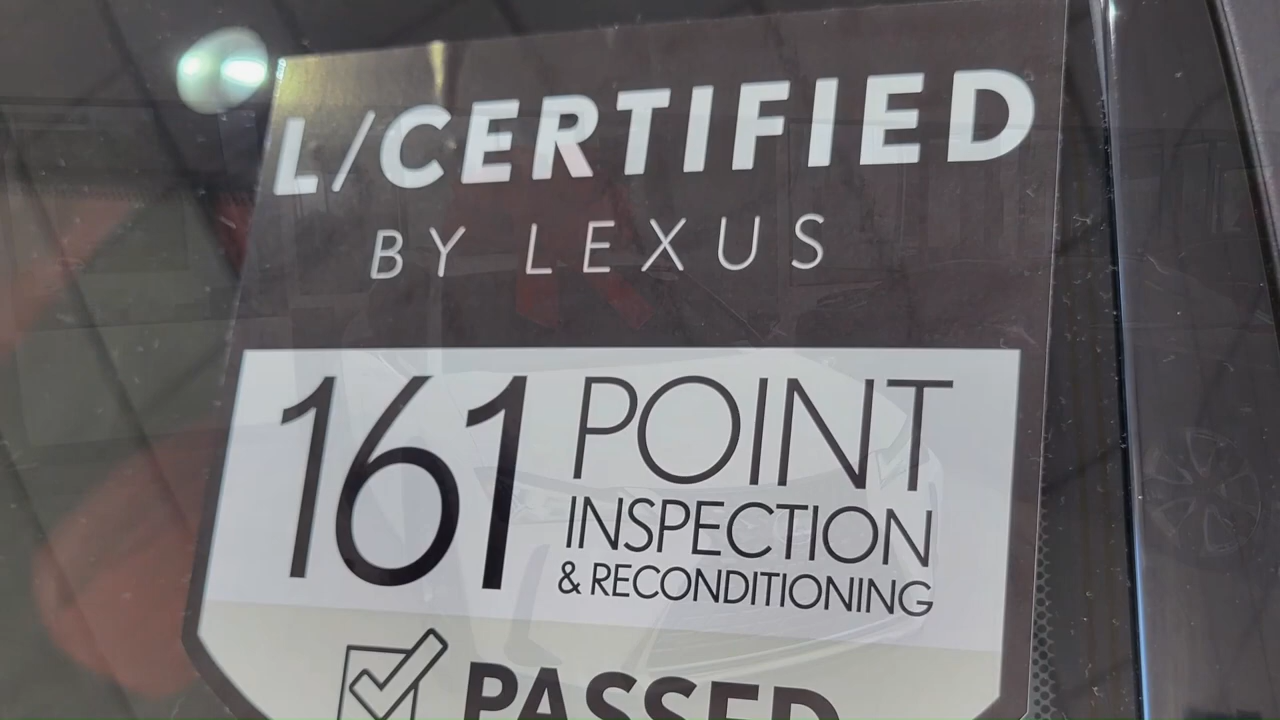 L/CERTIFIED
BY LEXUS
161 POINT
INSPECTION
& RECONDITIONING
PASSED